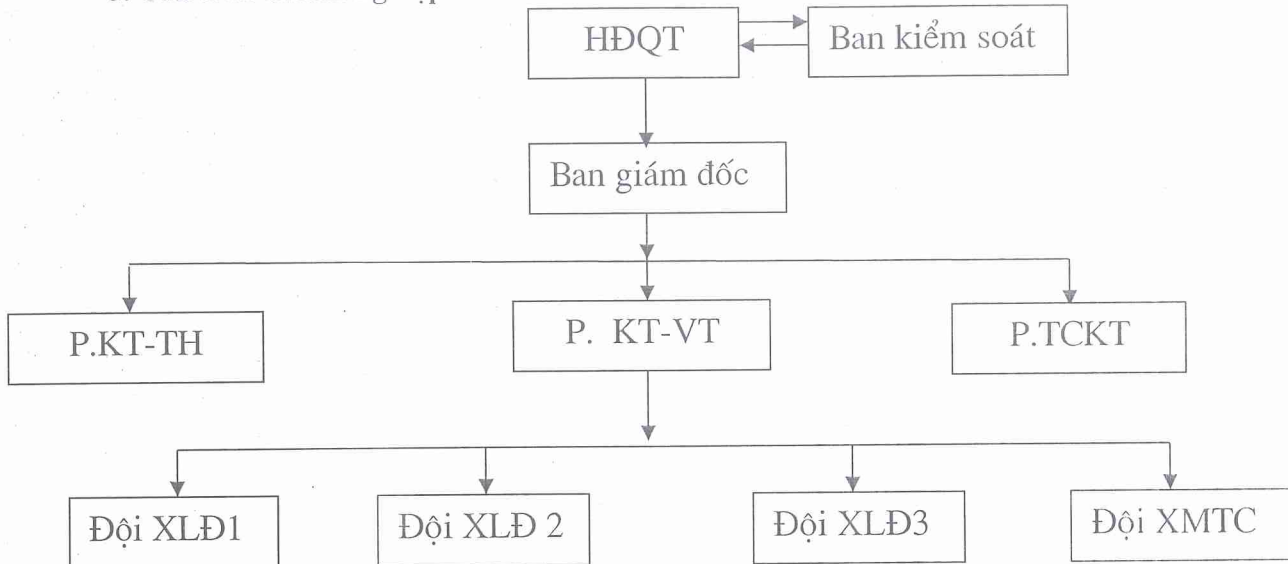 HĐQT
Ban kiểm soát
Ban giám đốc
P.KT-TH
P. KT-VT
P.TCKT
Đội XLĐ1
Đội XLĐ 2
Đội XLĐ3
Đội XMTC